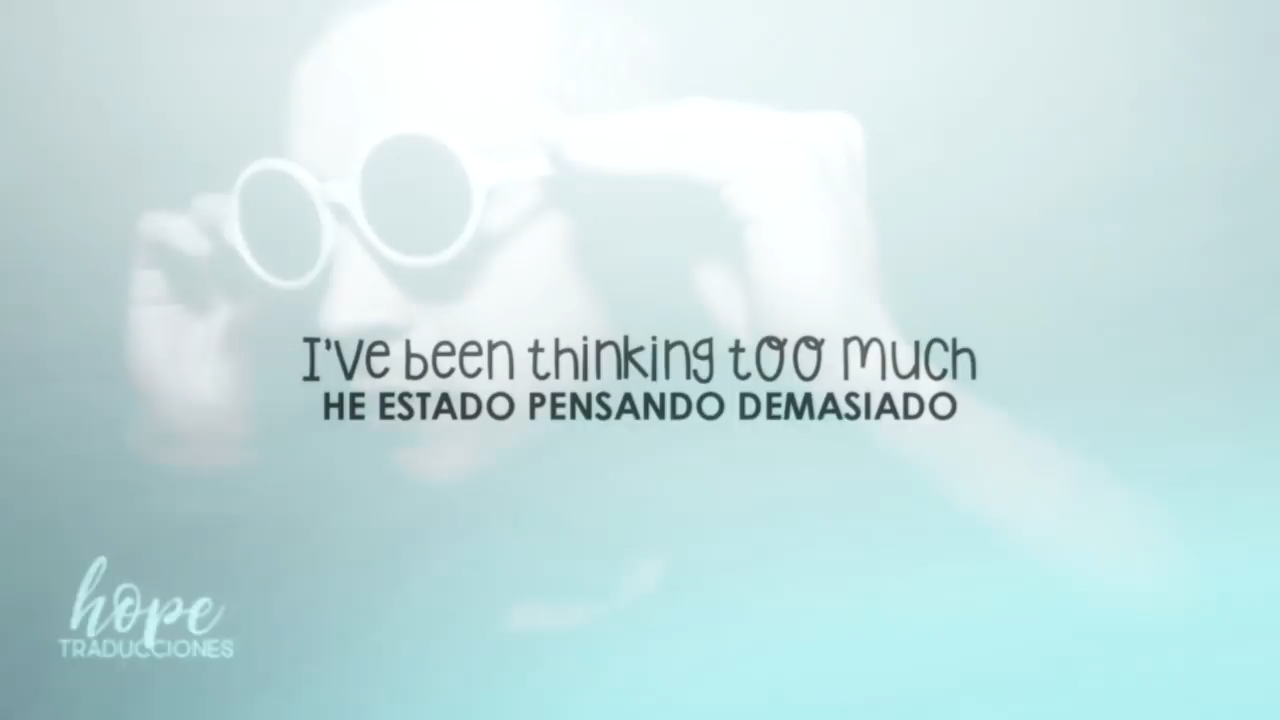 I've been thinking too much
HE ESTADO PENSANDO DEMASIADO
hope
TRADUCCIONES